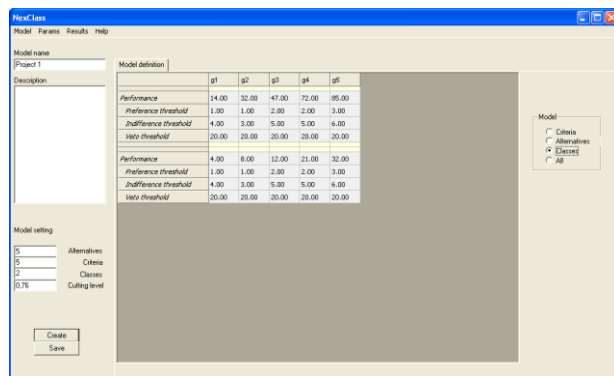 NexClass
Model Params Results Help
Model name
Project 1
Description
Model definition
g1 g2 g3 g4 g5
Performance 14.00 32.00 47.00 72.00 85.00
Preference threshold 1.00 1.00 2.00 2.00 3.00
Indifference threshold 4.00 3.00 5.00 5.00 6.00
Veto threshold 20.00 20.00 20.00 20.00 20.00
Performance 4.00 8.00 12.00 21.00 32.00
Preference threshold 1.00 1.00 2.00 2.00 3.00
Indifference threshold 4.00 3.00 5.00 5.00 6.00
Veto threshold 20.00 20.00 20.00 20.00 20.00
Model
Criteria
Alternatives
Classes
All
Model setting
5 Alternatives
5 Criteria
2 Classes
0,76 Cutting level
Create
Save